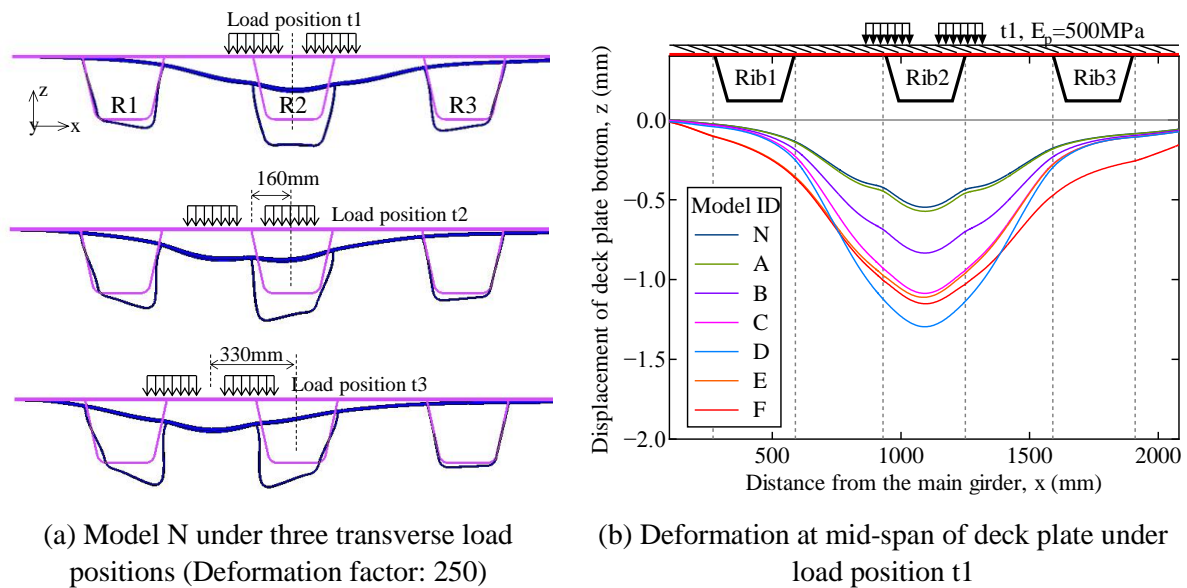 Load position t1
R1
R2
R3
z
y
x
160mm
Load position t2
330mm
Load position t3
(a) Model N under three transverse load
positions (Deformation factor: 250)
t1, Ep=500MPa
Rib1
Rib2
Rib3
Displacement of deck plate bottom, z (mm)
0.0
−0.5
−1.0
−1.5
−2.0
Model ID
N
A
B
C
D
E
F
500
1000
1500
2000
Distance from the main girder, x (mm)
(b) Deformation at mid-span of deck plate under
load position t1